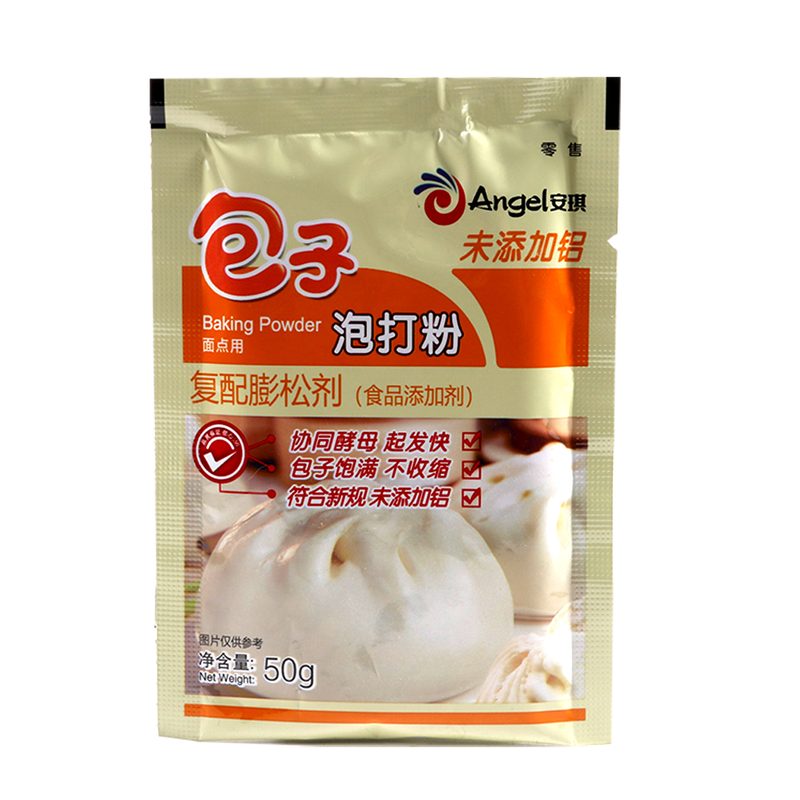 零售
Angel安琪
未添加铝
包子
Baking Powder
面点用
泡打粉
复配膨松剂（食品添加剂）
协同酵母 起发快
包子饱满 不收缩
符合新规 未添加铝
图片仅供参考
净含量:
Net Weight:
50g